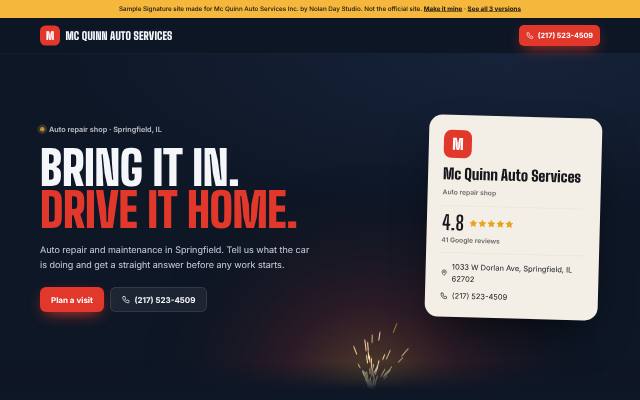 Sample Signature site made for Mc Quinn Auto Services Inc. by Nolan Day Studio. Not the official site. Make it mine · See all 3 versions
M MC QUINN AUTO SERVICES
(217) 523-4509
Auto repair shop · Springfield, IL
BRING IT IN.
DRIVE IT HOME.
Auto repair and maintenance in Springfield. Tell us what the car
is doing and get a straight answer before any work starts.
Plan a visit
(217) 523-4509
M
Mc Quinn Auto Services
Auto repair shop
4.8 ★★★★★
41 Google reviews
1033 W Dorlan Ave, Springfield, IL
62702
(217) 523-4509